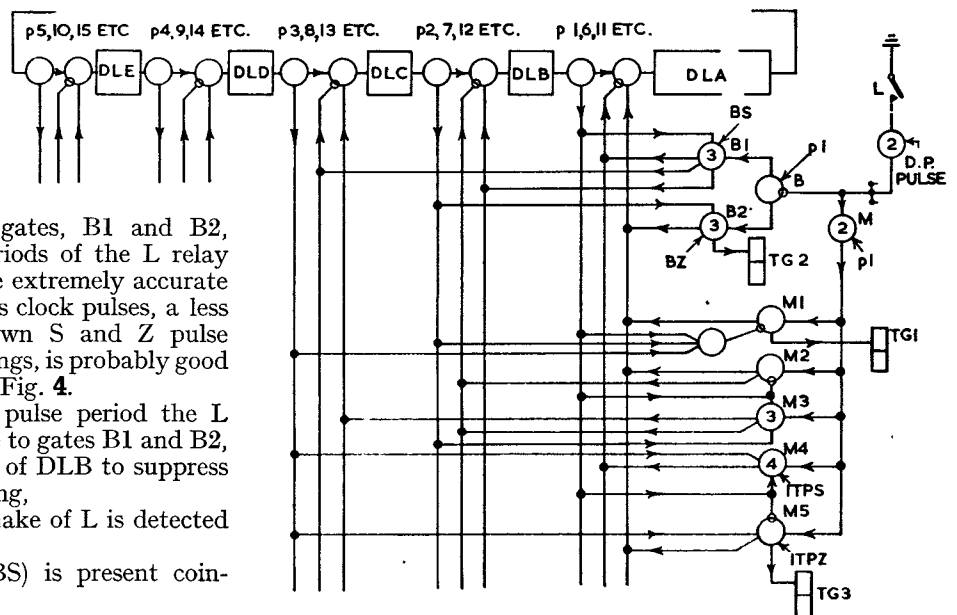 p5,10,15 ETC p4,9,14 ETC. p3,8,13 ETC. p2,7,12 ETC. p 1,6,11 ETC.
DLE DLD DLC DLB DLA
L
BS
B1
3
p1
2
D.P.
PULSE
B
B2
3
M
2
BZ
TG2
p1
gates, B1 and B2,
riods of the L relay
e extremely accurate
s clock pulses, a less
wn S and Z pulse
ngs, is probably good
Fig. 4.
pulse period the L
e to gates B1 and B2,
of DLB to suppress
ng,
ake of L is detected
BS) is present coin-
M1
TG1
M2
M3
3
M4
4
ITPS
M5
ITPZ
TG3